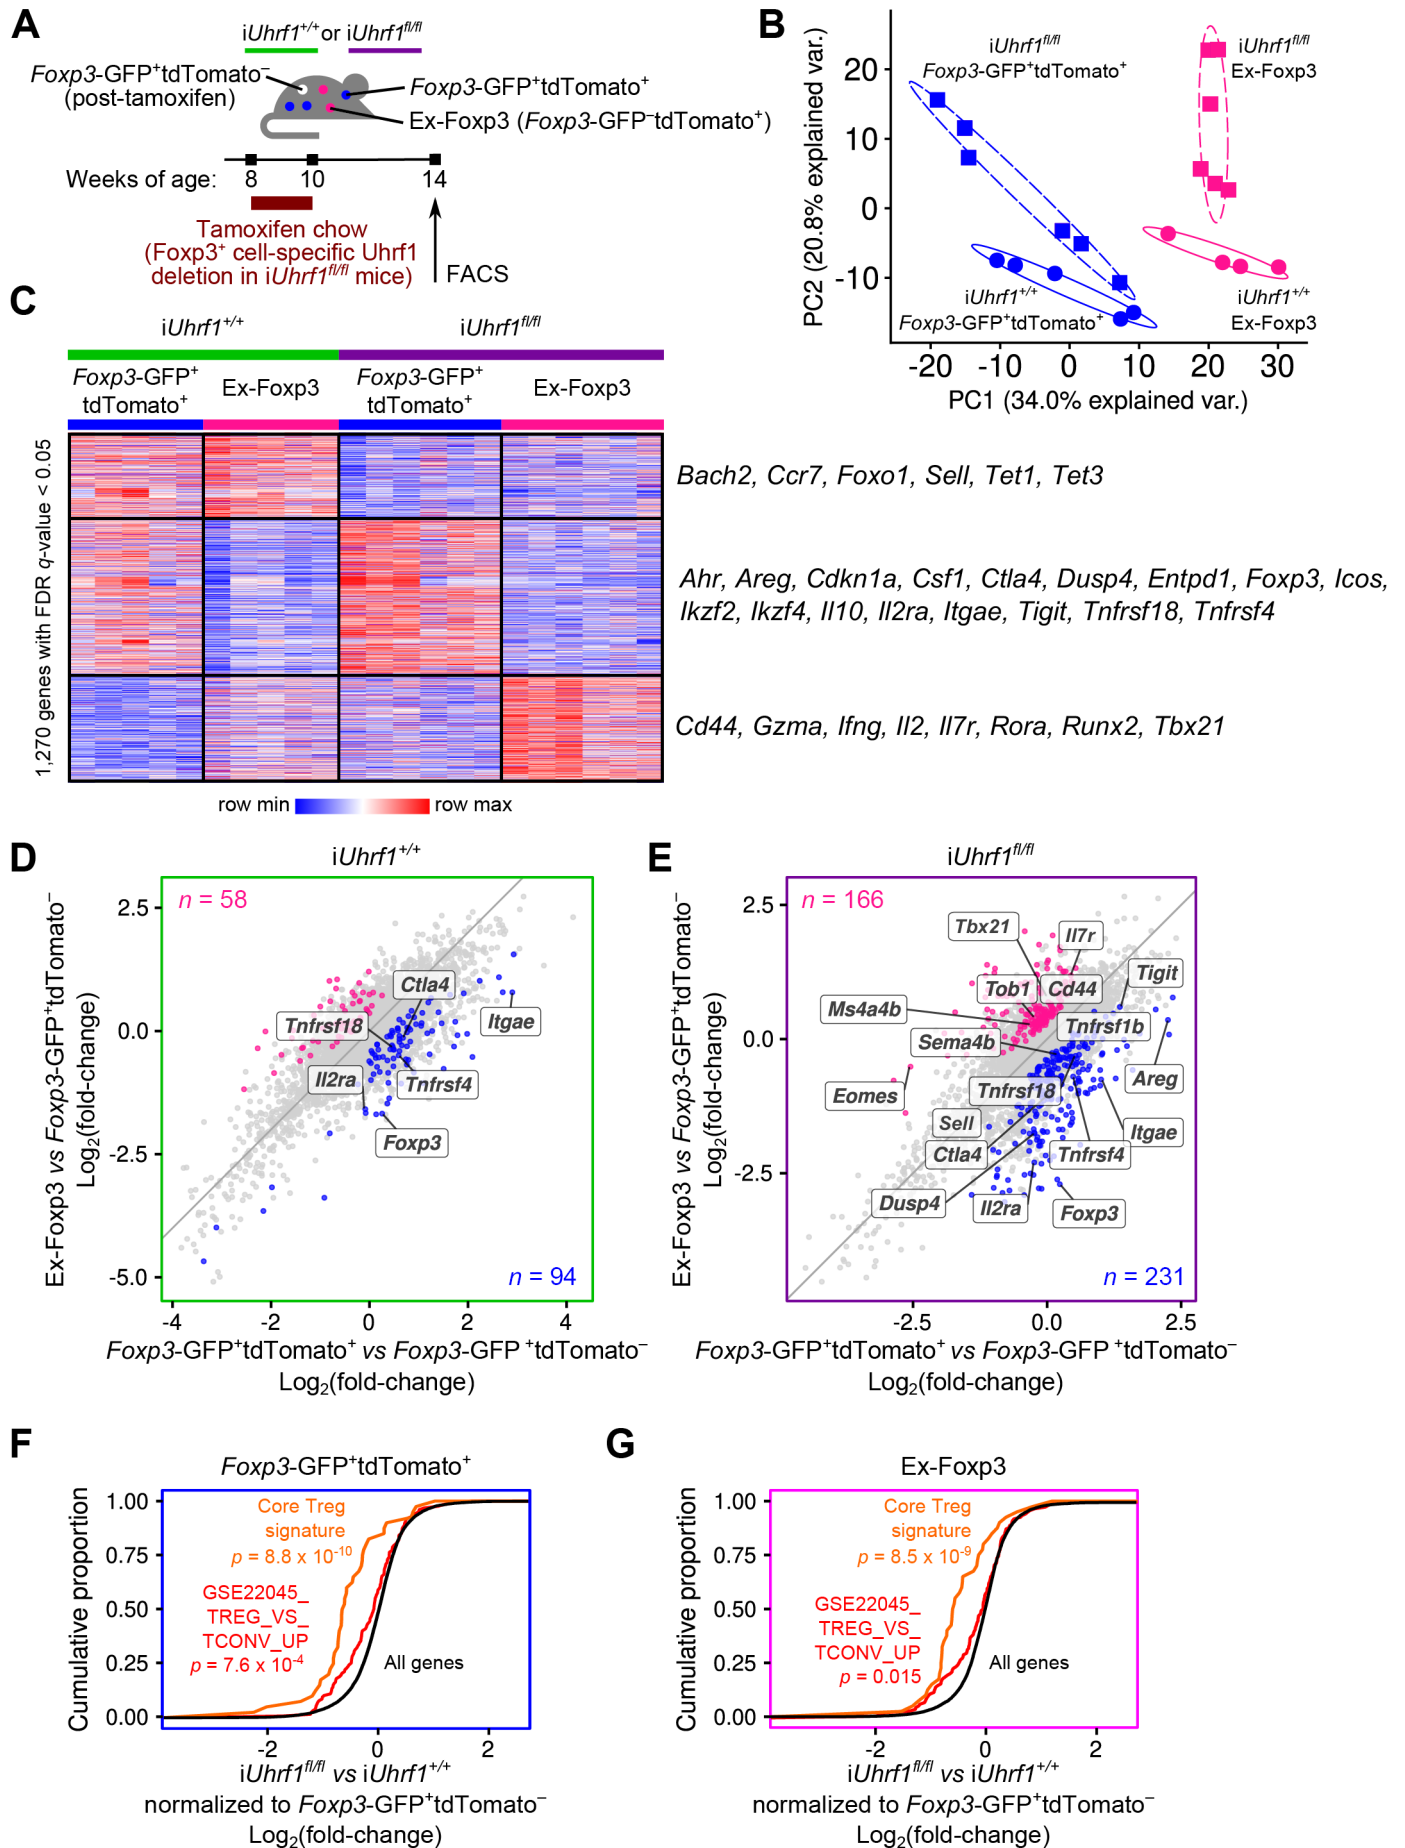 A
iUhrf1+/+ or iUhrf1fl/fl
Foxp3-GFP+tdTomato–
(post-tamoxifen)
Foxp3-GFP+tdTomato+
Ex-Foxp3 (Foxp3-GFP–tdTomato+)
Weeks of age:
8 10 14
Tamoxifen chow
(Foxp3+ cell-specific Uhrf1
deletion in iUhrf1fl/fl mice)
FACS
B
PC2 (20.8% explained var.)
20
10
0
-10
iUhrf1fl/fl
Foxp3-GFP+tdTomato+
iUhrf1fl/fl
Ex-Foxp3
iUhrf1+/+
Foxp3-GFP+tdTomato+
iUhrf1+/+
Ex-Foxp3
-20 -10 0 10 20 30
PC1 (34.0% explained var.)
C
iUhrf1+/+ iUhrf1fl/fl
Foxp3-GFP+
tdTomato+
Ex-Foxp3
Foxp3-GFP+
tdTomato+
Ex-Foxp3
1,270 genes with FDR q-value < 0.05
Bach2, Ccr7, Foxo1, Sell, Tet1, Tet3
Ahr, Areg, Cdkn1a, Csf1, Ctla4, Dusp4, Entpd1, Foxp3, Icos,
Ikzf2, Ikzf4, Il10, Il2ra, Itgae, Tigit, Tnfrsf18, Tnfrsf4
Cd44, Gzma, Ifng, Il2, Il7r, Rora, Runx2, Tbx21
row min row max
D
iUhrf1+/+
Ex-Foxp3 vs Foxp3-GFP+tdTomato–
Log2(fold-change)
2.5
0.0
-2.5
-5.0
n = 58
Ctla4
Itgae
Tnfrsf18
Il2ra
Tnfrsf4
Foxp3
n = 94
-4 -2 0 2 4
Foxp3-GFP+tdTomato+ vs Foxp3-GFP +tdTomato–
Log2(fold-change)
E
iUhrf1fl/fl
Ex-Foxp3 vs Foxp3-GFP+tdTomato–
Log2(fold-change)
2.5
0.0
-2.5
n = 166
Tbx21
Il7r
Tigit
Tob1
Cd44
Ms4a4b
Tnfrsf1b
Sema4b
Areg
Eomes
Tnfrsf18
Sell
Itgae
Ctla4
Tnfrsf4
Dusp4
Il2ra
Foxp3
n = 231
-2.5 0.0 2.5
Foxp3-GFP+tdTomato+ vs Foxp3-GFP +tdTomato–
Log2(fold-change)
F
Foxp3-GFP+tdTomato+
Cumulative proportion
1.00
0.75
0.50
0.25
0.00
Core Treg
signature
p = 8.8 x 10-10
GSE22045_
TREG_VS_
TCONV_UP
p = 7.6 x 10-4
All genes
-2 0 2
iUhrf1fl/fl vs iUhrf1+/+
normalized to Foxp3-GFP+tdTomato–
Log2(fold-change)
G
Ex-Foxp3
Cumulative proportion
1.00
0.75
0.50
0.25
0.00
Core Treg
signature
p = 8.5 x 10-9
GSE22045_
TREG_VS_
TCONV_UP
p = 0.015
All genes
-2 0 2
iUhrf1fl/fl vs iUhrf1+/+
normalized to Foxp3-GFP+tdTomato–
Log2(fold-change)